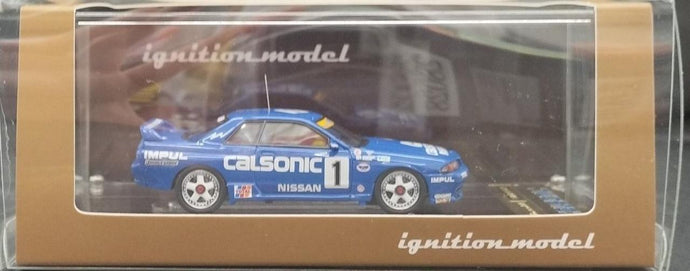 ignition model
IMPUL
calsonic
1
NISSAN
IMPUL
ignition model